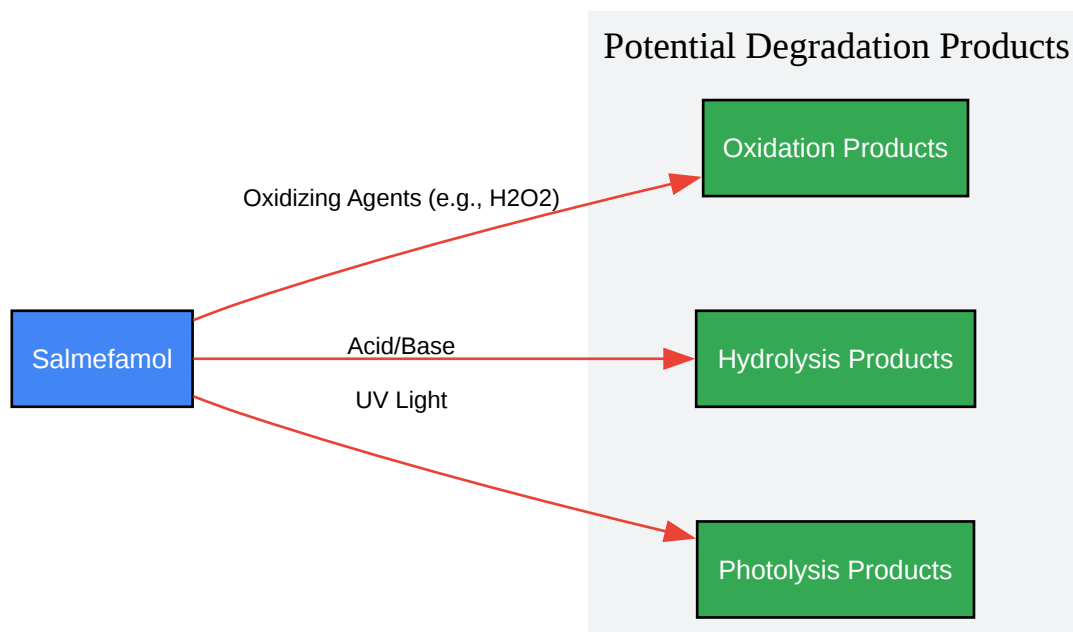 Potential Degradation Products
Oxidation Products
Oxidizing Agents (e.g., H2O2)
Salmefamol
Acid/Base
Hydrolysis Products
UV Light
Photolysis Products